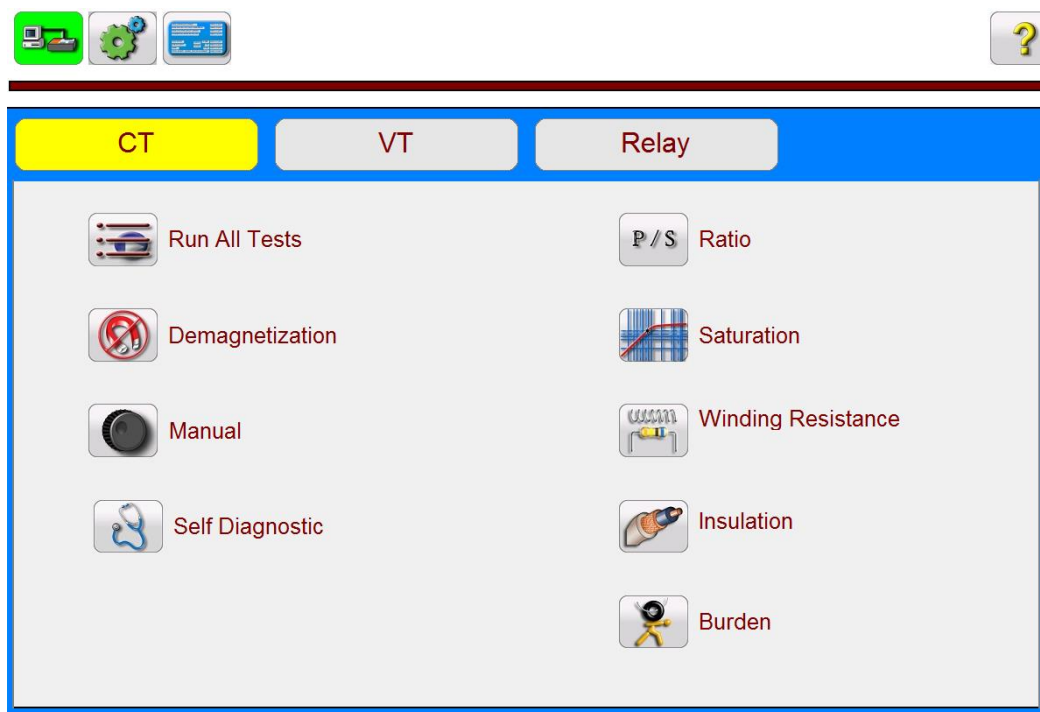 ?
CT
VT
Relay
Run All Tests
P/S Ratio
Demagnetization
Saturation
Manual
Winding Resistance
Self Diagnostic
Insulation
Burden